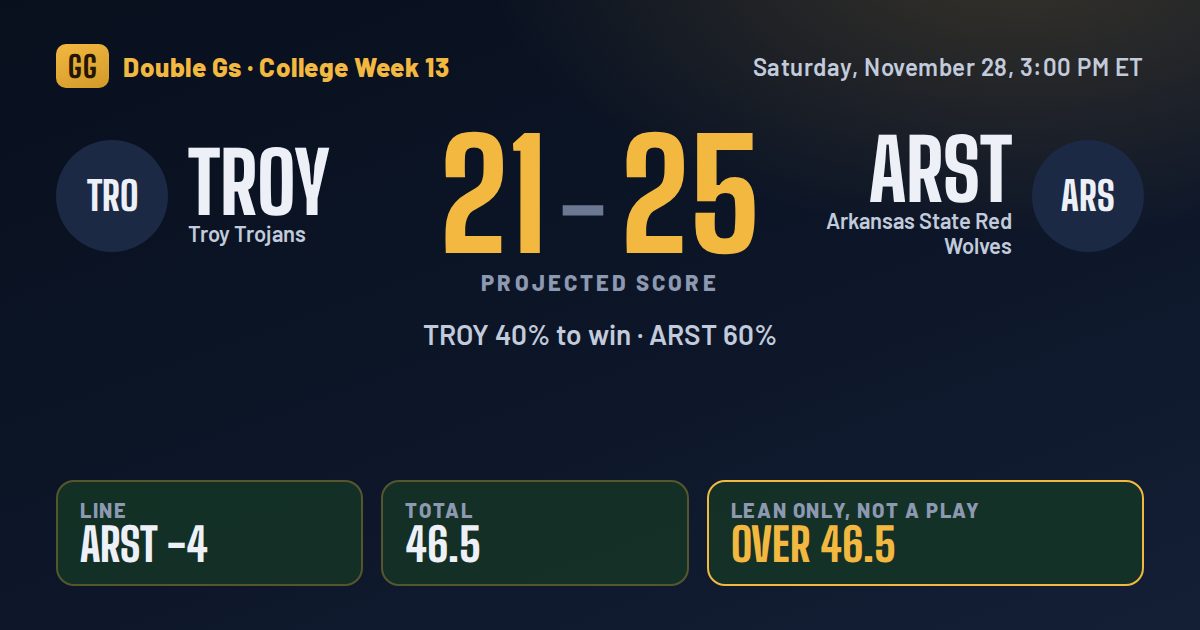 GG
Double Gs · College Week 13
Saturday, November 28, 3:00 PM ET
TRO
TROY
Troy Trojans
21 – 25
PROJECTED SCORE
TROY 40% to win · ARST 60%
ARST
Arkansas State Red
Wolves
ARS
LINE
ARST −4
TOTAL
46.5
LEAN ONLY, NOT A PLAY
OVER 46.5